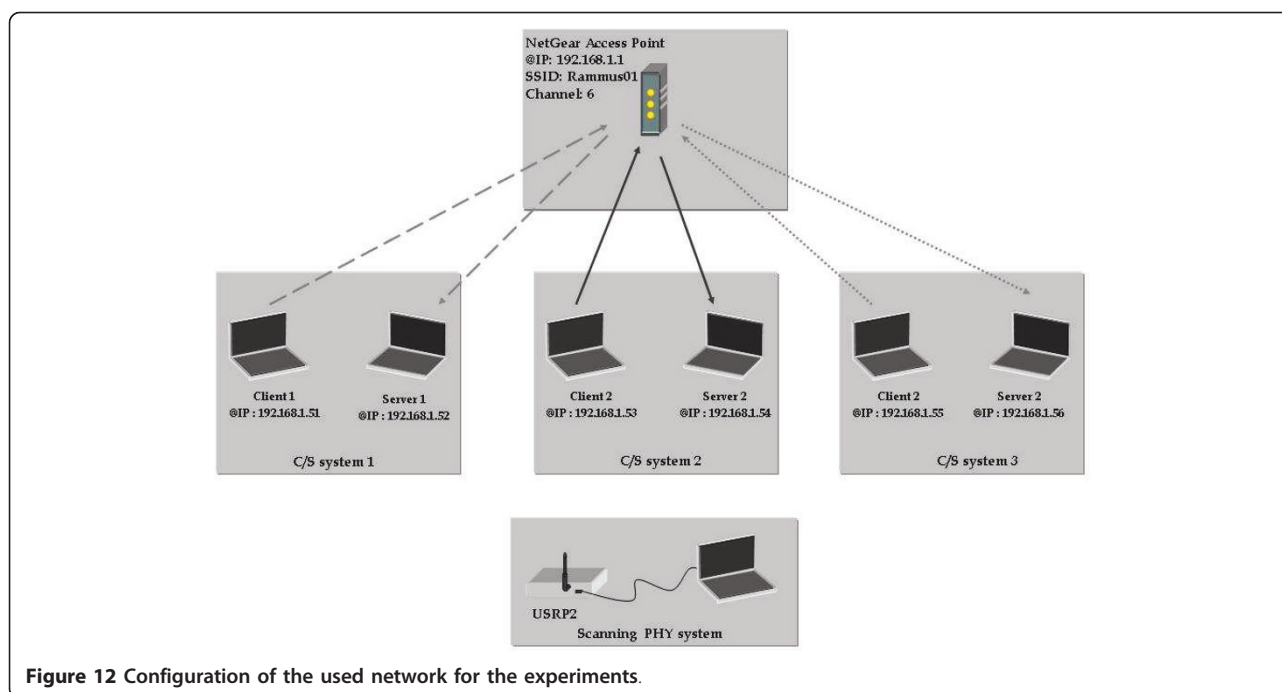 NetGear Access Point
@IP: 192.168.1.1
SSID: Rammus01
Channel: 6
Client 1
@IP : 192.168.1.51
Server 1
@IP : 192.168.1.52
C/S system 1
Client 2
@IP : 192.168.1.53
Server 2
@IP : 192.168.1.54
C/S system 2
Client 2
@IP : 192.168.1.55
Server 2
@IP : 192.168.1.56
C/S system 3
USRP2
Scanning PHY system
Figure 12 Configuration of the used network for the experiments.